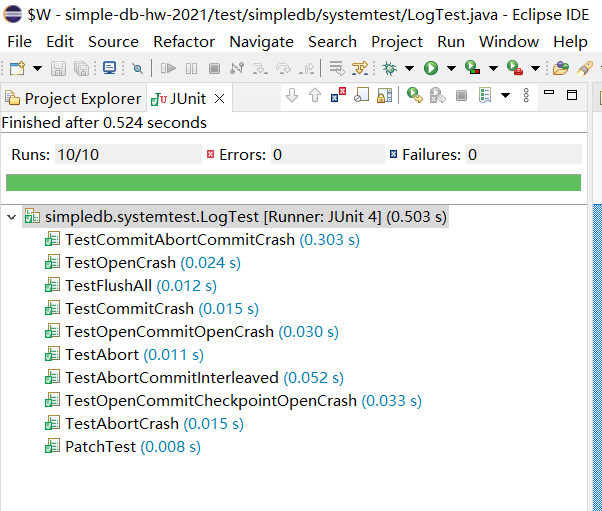 $W - simple-db-hw-2021/test/simpledb/systemtest/LogTest.java - Eclipse IDE
File Edit Source Refactor Navigate Search Project Run Window Help
Project Explorer JUnit
Finished after 0.524 seconds
Runs: 10/10 Errors: 0 Failures: 0
simpledb.systemtest.LogTest [Runner: JUnit 4] (0.503 s)
TestCommitAbortCommitCrash (0.303 s)
TestOpenCrash (0.024 s)
TestFlushAll (0.012 s)
TestCommitCrash (0.015 s)
TestOpenCommitOpenCrash (0.030 s)
TestAbort (0.011 s)
TestAbortCommitInterleaved (0.052 s)
TestOpenCommitCheckpointOpenCrash (0.033 s)
TestAbortCrash (0.015 s)
PatchTest (0.008 s)